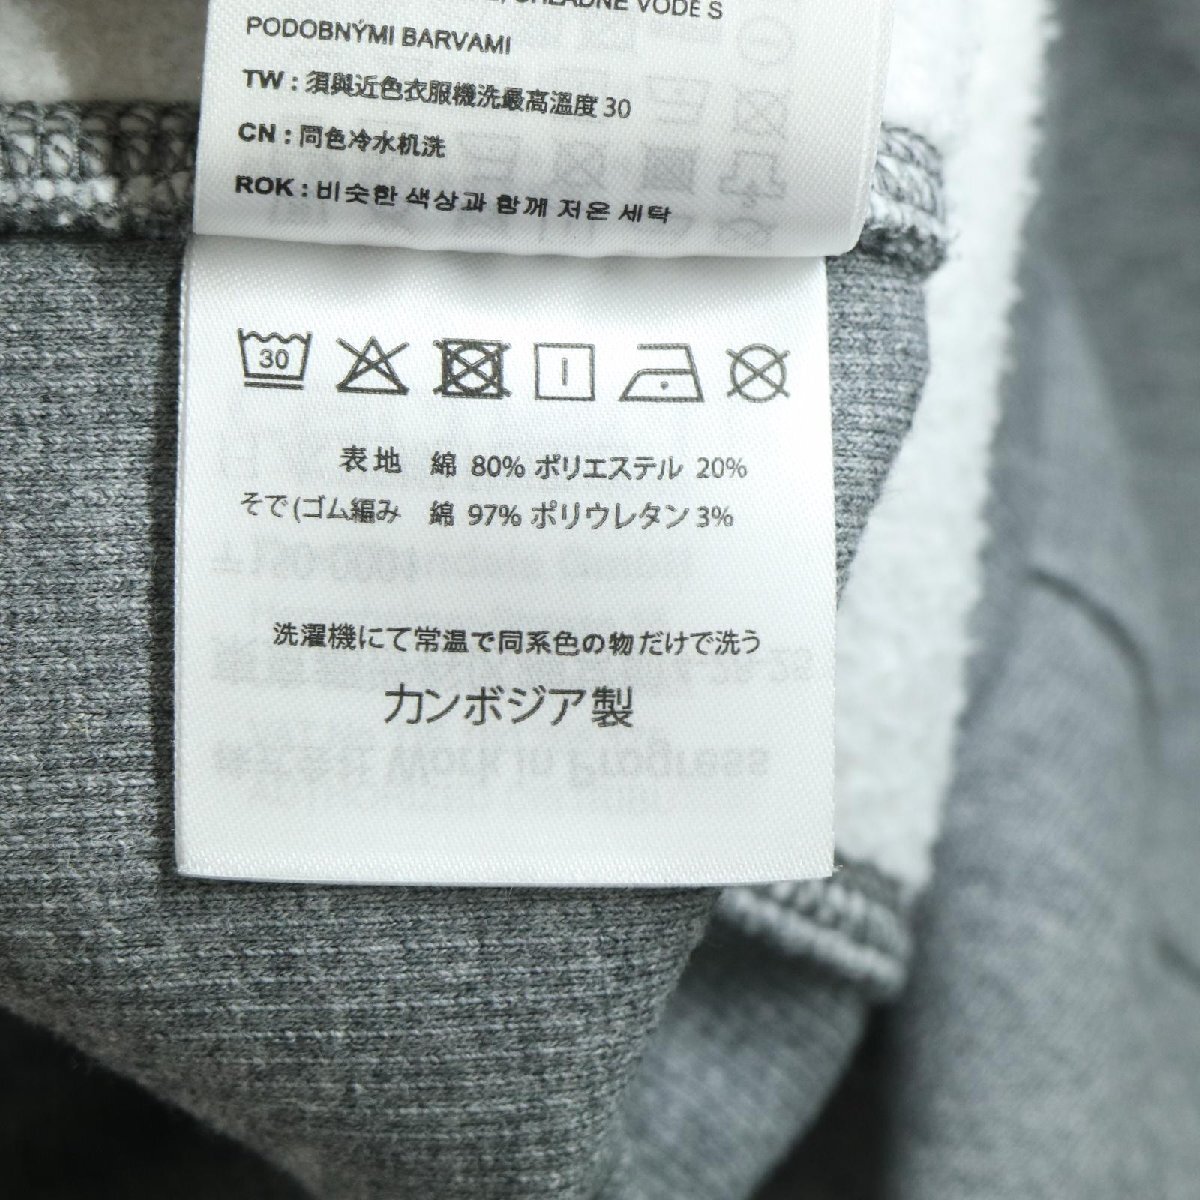 CHLADNÉ VODĚ S
PODOBNÝMI BARVAMI
TW : 須與近色衣服機洗最高溫度 30
CN : 同色冷水机洗
ROK : 비슷한 색상과 함께 저온 세탁
30
表地 綿 80% ポリエステル 20%
そで(ゴム編み 綿 97% ポリウレタン 3%
洗濯機にて常温で同系色の物だけで洗う
カンボジア製